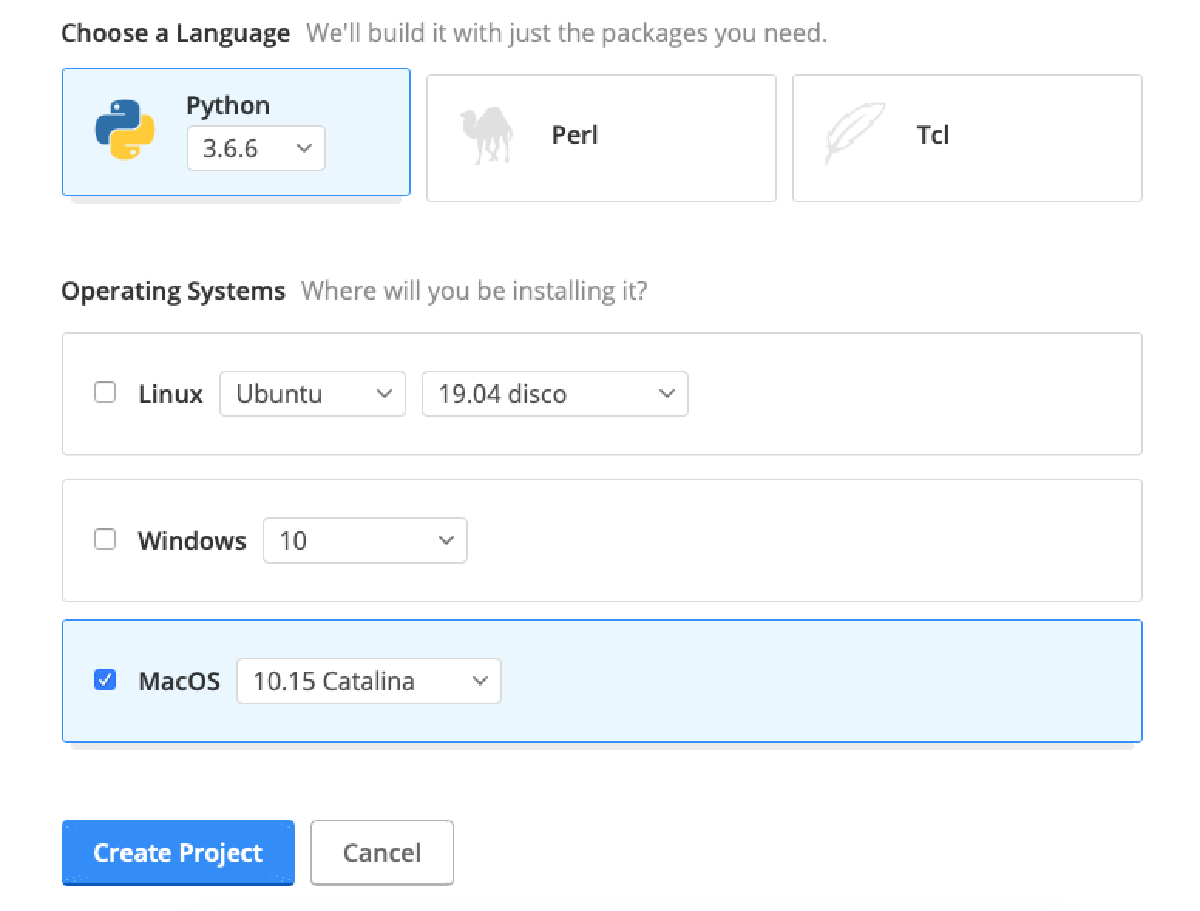 Choose a Language We'll build it with just the packages you need.
Python
3.6.6
Perl
Tcl
Operating Systems Where will you be installing it?
Linux Ubuntu 19.04 disco
Windows 10
MacOS 10.15 Catalina
Create Project Cancel